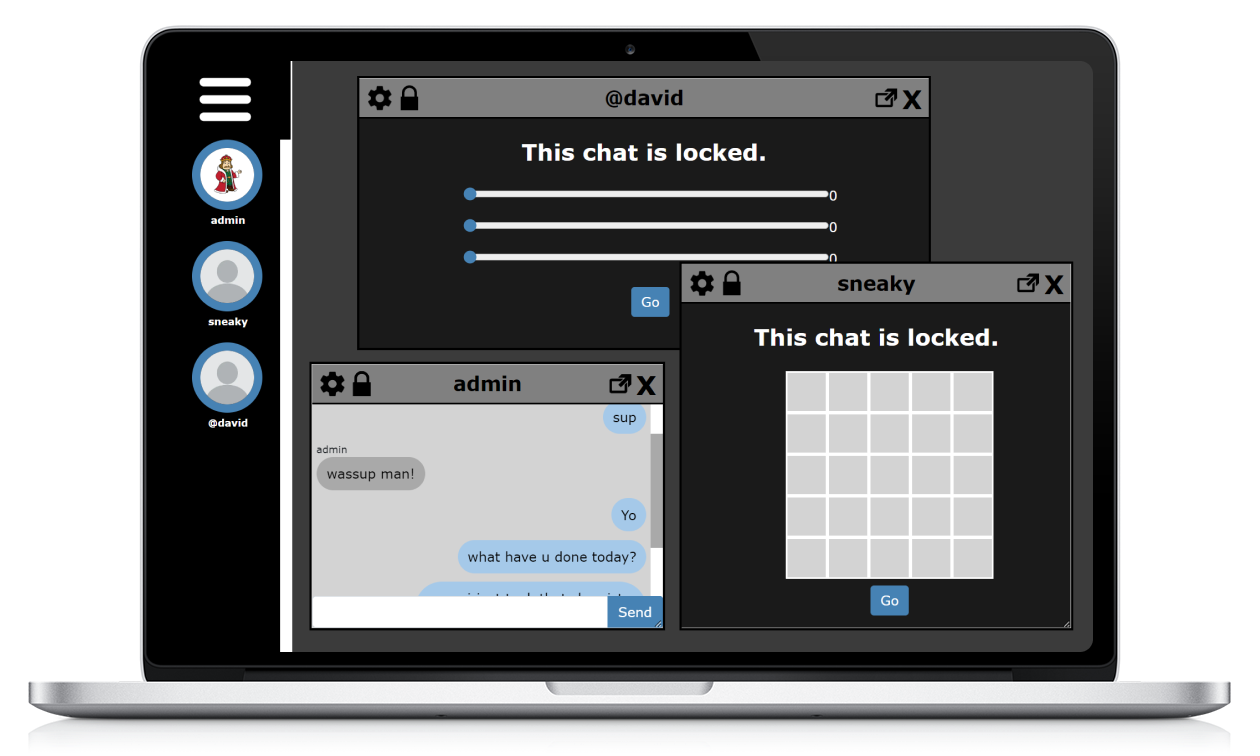 admin
sneaky
@david
@david
X
This chat is locked.
0
0
0
Go
sneaky
X
This chat is locked.
Go
admin
X
sup
admin
wassup man!
Yo
what have u done today?
Send